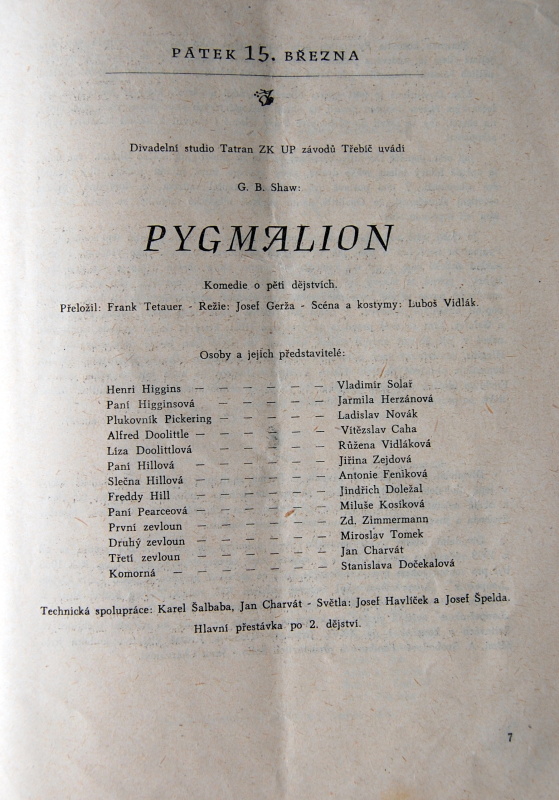 PÁTEK 15. BŘEZNA
Divadelní studio Tatran ZK UP závodů Třebíč uvádí
G. B. Shaw:
PYGMALION
Komedie o pěti dějstvích.
Přeložil: Frank Tetauer - Režie: Josef Gerža - Scéna a kostymy: Luboš Vidlák.
Osoby a jejich představitelé:
Henri Higgins — — — — — Vladimír Solař
Paní Higginsová — — — — — Jarmila Herzánová
Plukovník Pickering — — — — — Ladislav Novák
Alfred Doolittle — — — — — — Vítězslav Caha
Líza Doolittlová — — — — — Růžena Vidláková
Paní Hillová — — — — — — Jiřina Zejdová
Slečna Hillová — — — — — — Antonie Feniková
Freddy Hill — — — — — — Jindřich Doležal
Paní Pearceová — — — — — — Miluše Kosíková
První zevloun — — — — — — Zd. Zimmermann
Druhý zevloun — — — — — — Miroslav Tomek
Třetí zevloun — — — — — — Jan Charvát
Komorná — — — — — — — Stanislava Dočekalová
Technická spolupráce: Karel Šalbaba, Jan Charvát - Světla: Josef Havlíček a Josef Špelda.
Hlavní přestávka po 2. dějství.
7